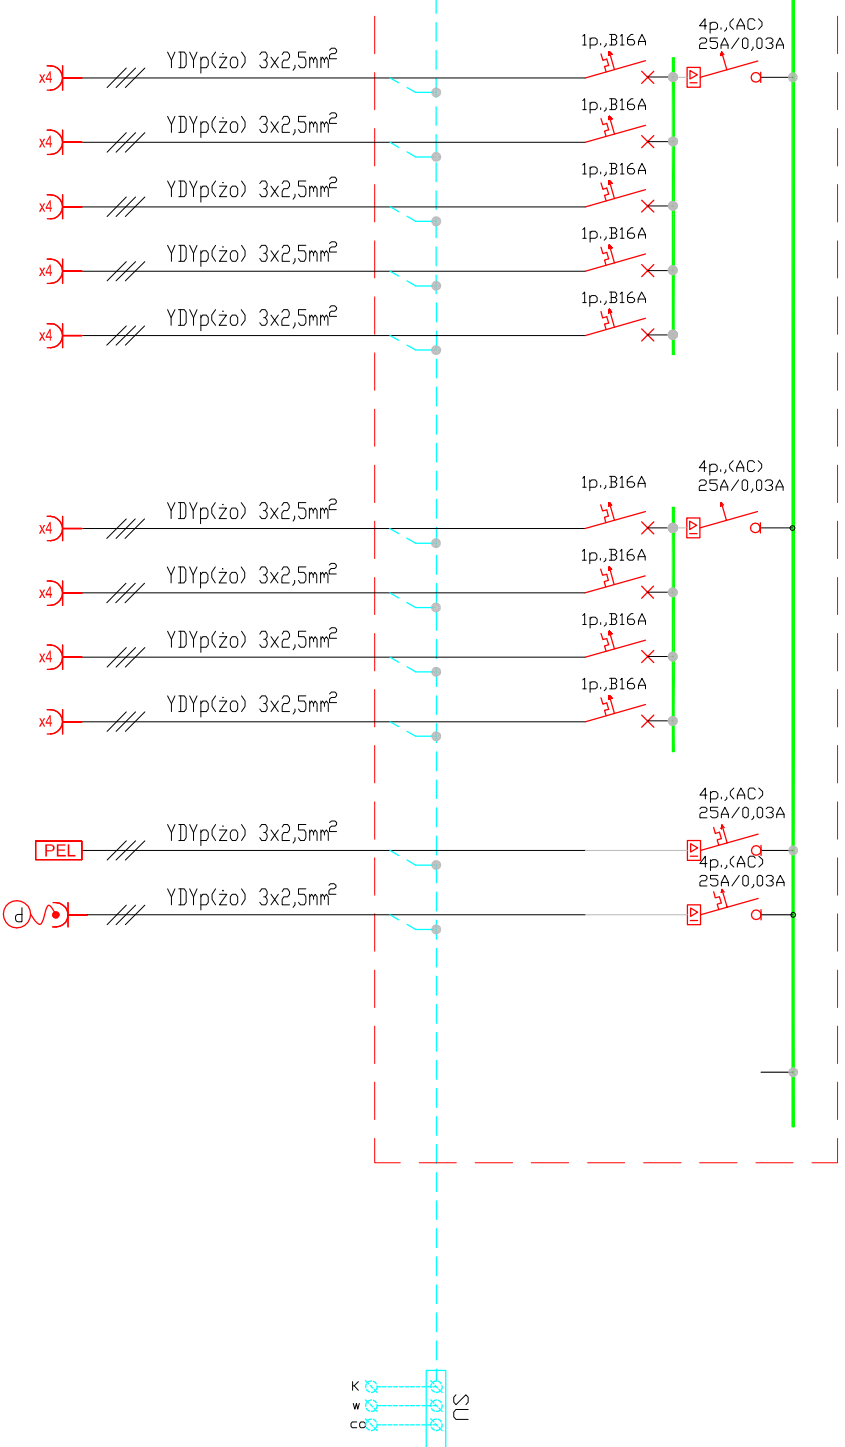 4p.,(AC)
1p.,B16A
25A/0,03A
x4
YDYp(żo) 3x2,5mm²
1p.,B16A
x4
YDYp(żo) 3x2,5mm²
1p.,B16A
x4
YDYp(żo) 3x2,5mm²
1p.,B16A
x4
YDYp(żo) 3x2,5mm²
1p.,B16A
x4
YDYp(żo) 3x2,5mm²
4p.,(AC)
1p.,B16A
25A/0,03A
x4
YDYp(żo) 3x2,5mm²
1p.,B16A
x4
YDYp(żo) 3x2,5mm²
1p.,B16A
x4
YDYp(żo) 3x2,5mm²
1p.,B16A
x4
YDYp(żo) 3x2,5mm²
4p.,(AC)
25A/0,03A
PEL
YDYp(żo) 3x2,5mm²
4p.,(AC)
25A/0,03A
d
YDYp(żo) 3x2,5mm²
K
w
co
SU